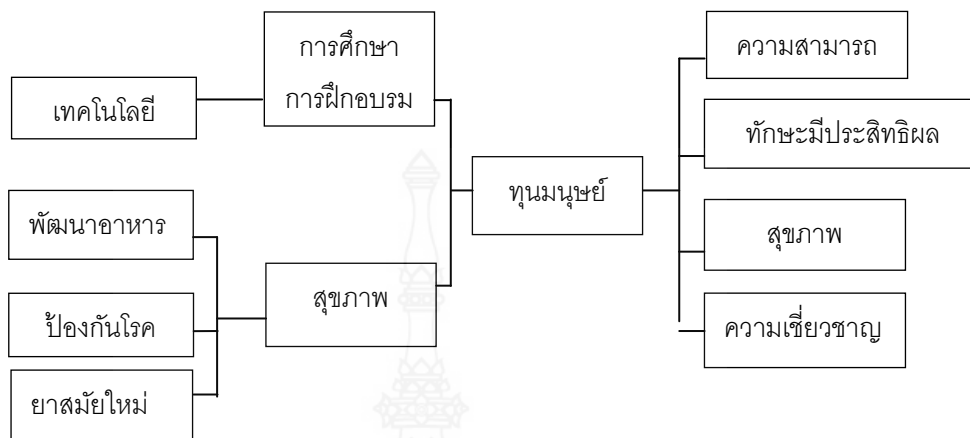 เทคโนโลยี
การศึกษา
การฝึกอบรม
พัฒนาอาหาร
ป้องกันโรค
ยาสมัยใหม่
สุขภาพ
ทุนมนุษย์
ความสามารถ
ทักษะมีประสิทธิผล
สุขภาพ
ความเชี่ยวชาญ